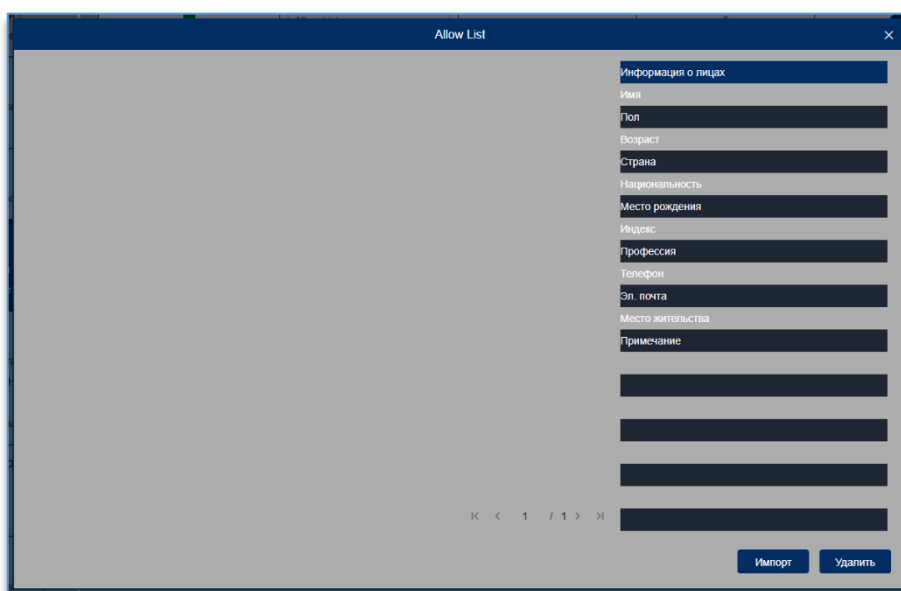 Allow List
Информация о лицах
Имя
Пол
Возраст
Страна
Национальность
Место рождения
Индекс
Профессия
Телефон
Эл. почта
Место жительства
Примечание
1 / 1
Импорт Удалить